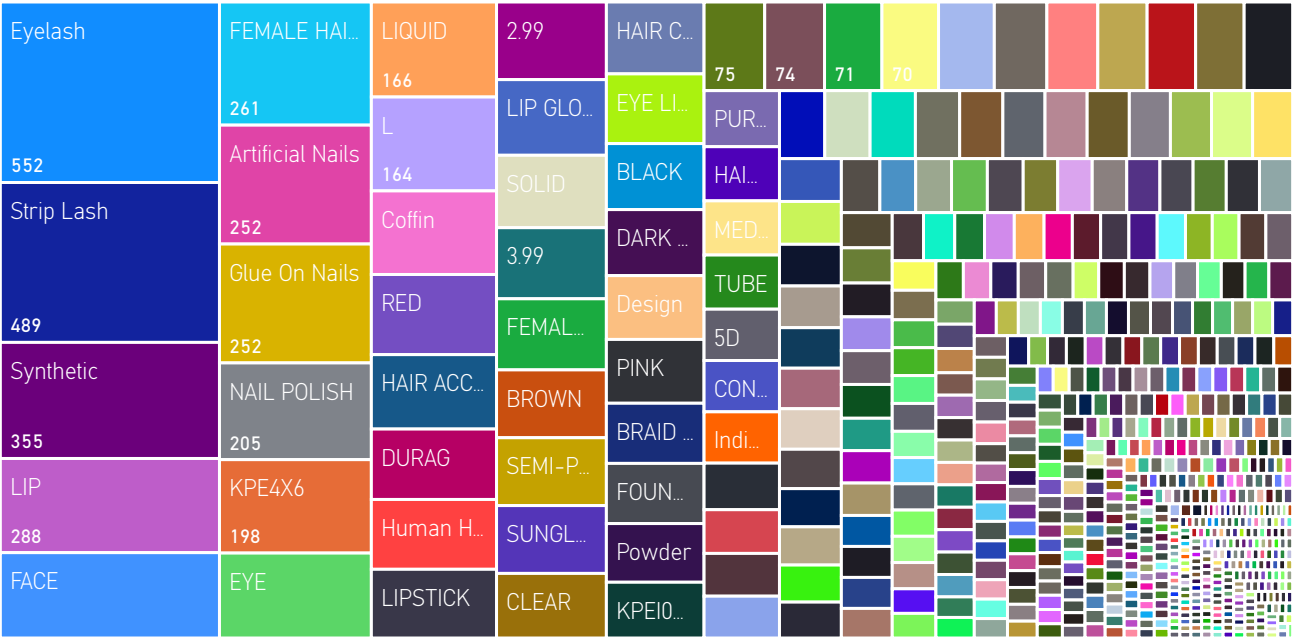 Eyelash
552
Strip Lash
489
Synthetic
355
LIP
288
FACE
FEMALE HAI...
261
Artificial Nails
252
Glue On Nails
252
NAIL POLISH
205
KPE4X6
198
EYE
LIQUID
166
L
164
Coffin
RED
HAIR ACC...
DURAG
Human H...
LIPSTICK
2.99
LIP GLO...
SOLID
3.99
FEMAL...
BROWN
SEMI-P...
SUNGL...
CLEAR
HAIR C...
EYE LI...
BLACK
DARK ...
Design
PINK
BRAID ...
FOUN...
Powder
KPEI0...
75
74
71
70
PUR...
HAI...
MED...
TUBE
5D
CON...
Indi...